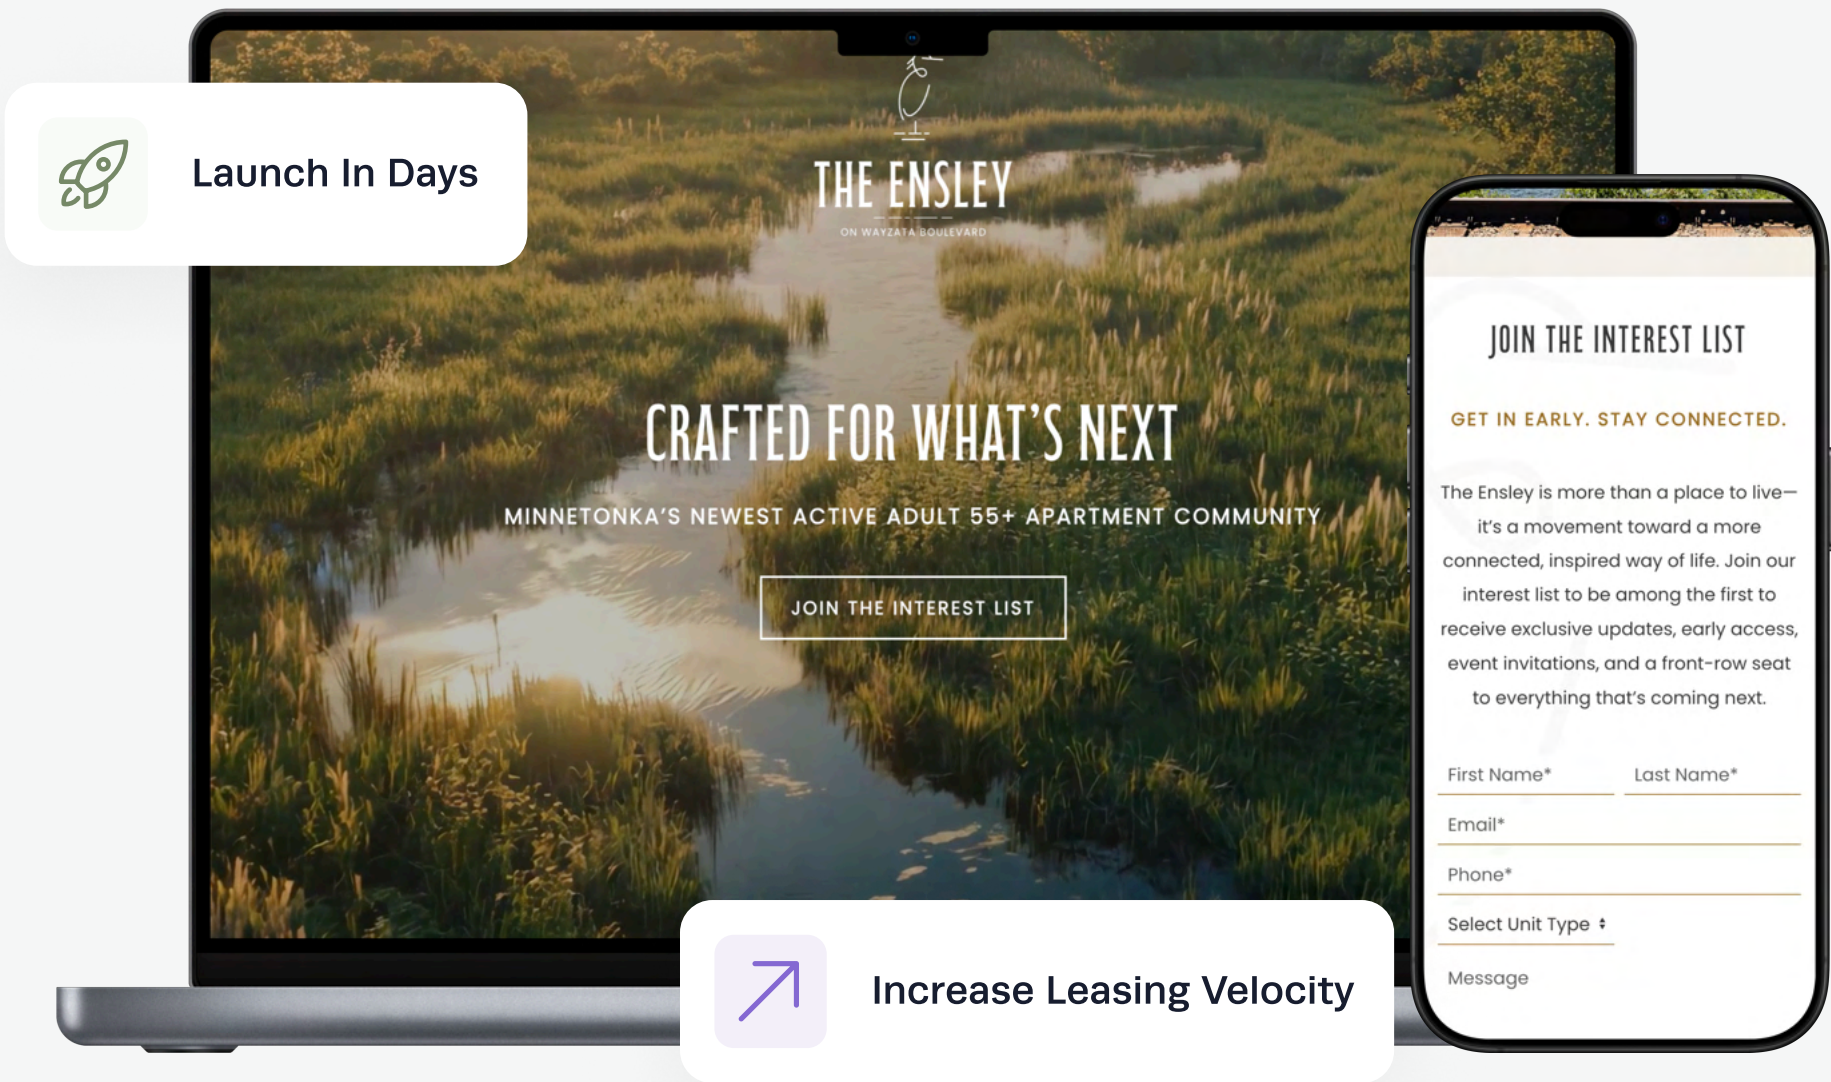 Launch In Days
THE ENSLEY
ON WAYZATA BOULEVARD
CRAFTED FOR WHAT'S NEXT
MINNETONKA'S NEWEST ACTIVE ADULT 55+ APARTMENT COMMUNITY
JOIN THE INTEREST LIST
Increase Leasing Velocity
JOIN THE INTEREST LIST
GET IN EARLY. STAY CONNECTED.
The Ensley is more than a place to live—
it's a movement toward a more
connected, inspired way of life. Join our
interest list to be among the first to
receive exclusive updates, early access,
event invitations, and a front-row seat
to everything that's coming next.
First Name* Last Name*
Email*
Phone*
Select Unit Type
Message